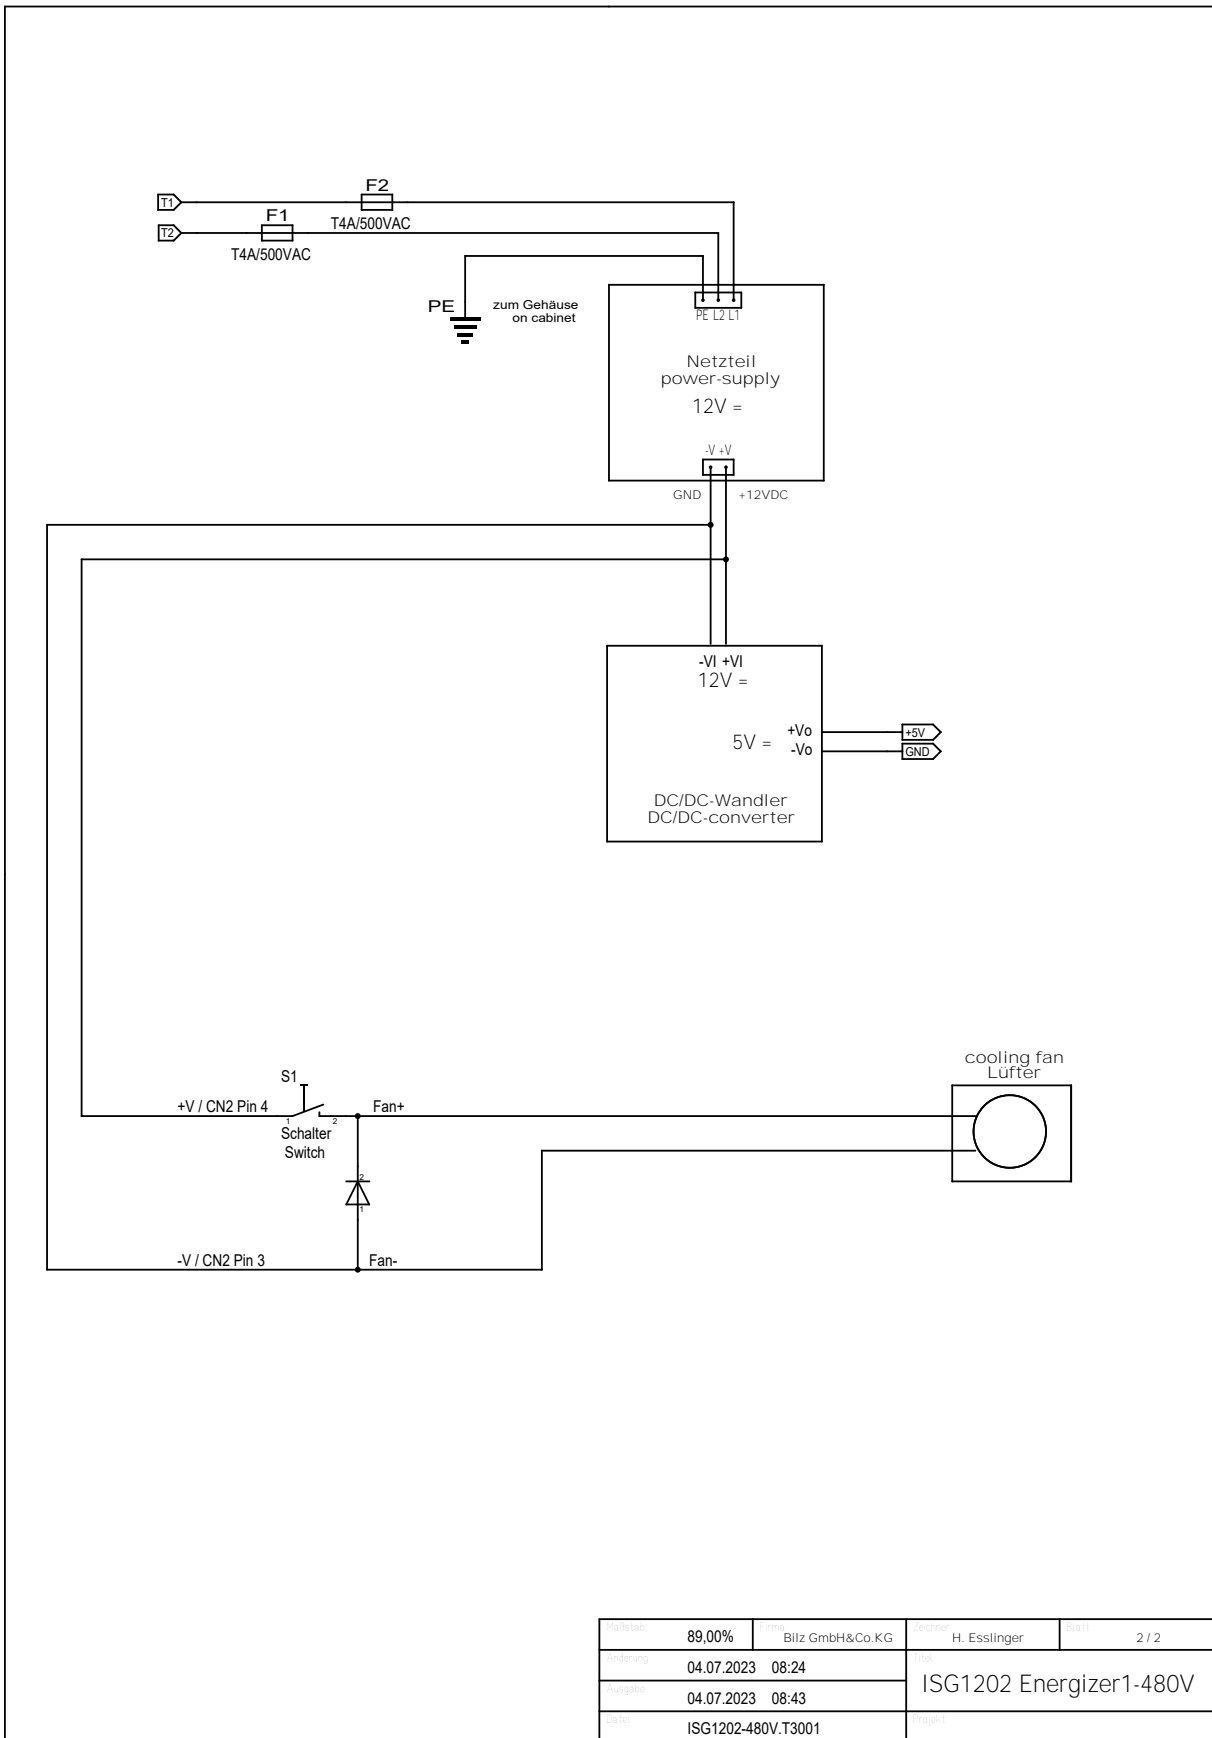 T1
F2
T4A/500VAC
T2
F1
T4A/500VAC
PE
zum Gehäuse
on cabinet
PE L2 L1
Netzteil
power-supply
12V =
-V +V
GND
+12VDC
-VI +VI
12V =
5V =
+Vo
-Vo
+5V
GND
DC/DC-Wandler
DC/DC-converter
cooling fan
Lüfter
S1
+V / CN2 Pin 4
1
2
Schalter
Switch
Fan+
2
1
-V / CN2 Pin 3
Fan-
Maßstab
89,00%
Firma
Bilz GmbH&Co.KG
Zeichner
H. Esslinger
Blatt
2 / 2
Änderung
04.07.2023 08:24
Titel
ISG1202 Energizer1-480V
Ausgabe
04.07.2023 08:43
Datei
ISG1202-480V.T3001
Projekt